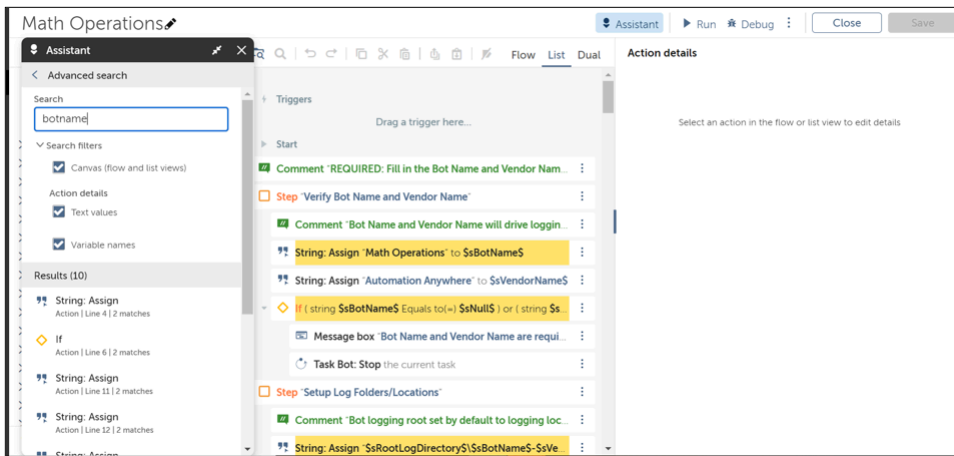 Math Operations
Assistant
Run
Debug
Close
Save
Assistant
Advanced search
Search
botname
Search filters
Canvas (flow and list views)
Action details
Text values
Variable names
Results (10)
String: Assign
Action | Line 4 | 2 matches
If
Action | Line 6 | 2 matches
String: Assign
Action | Line 11 | 2 matches
String: Assign
Action | Line 12 | 2 matches
String: Assign
Flow List Dual
Triggers
Drag a trigger here...
Start
Comment "REQUIRED: Fill in the Bot Name and Vendor Nam...
Step "Verify Bot Name and Vendor Name"
Comment "Bot Name and Vendor Name will drive loggin...
String: Assign "Math Operations" to $sBotName$
String: Assign "Automation Anywhere" to $sVendorName$
If ( string $sBotName$ Equals to(=) $sNull$ ) or ( string $s...
Message box "Bot Name and Vendor Name are requi...
Task Bot: Stop the current task
Step "Setup Log Folders/Locations"
Comment "Bot logging root set by default to logging loc...
String: Assign "$sRootLogDirectory$\$sBotName$-$sVe...
Action details
Select an action in the flow or list view to edit details